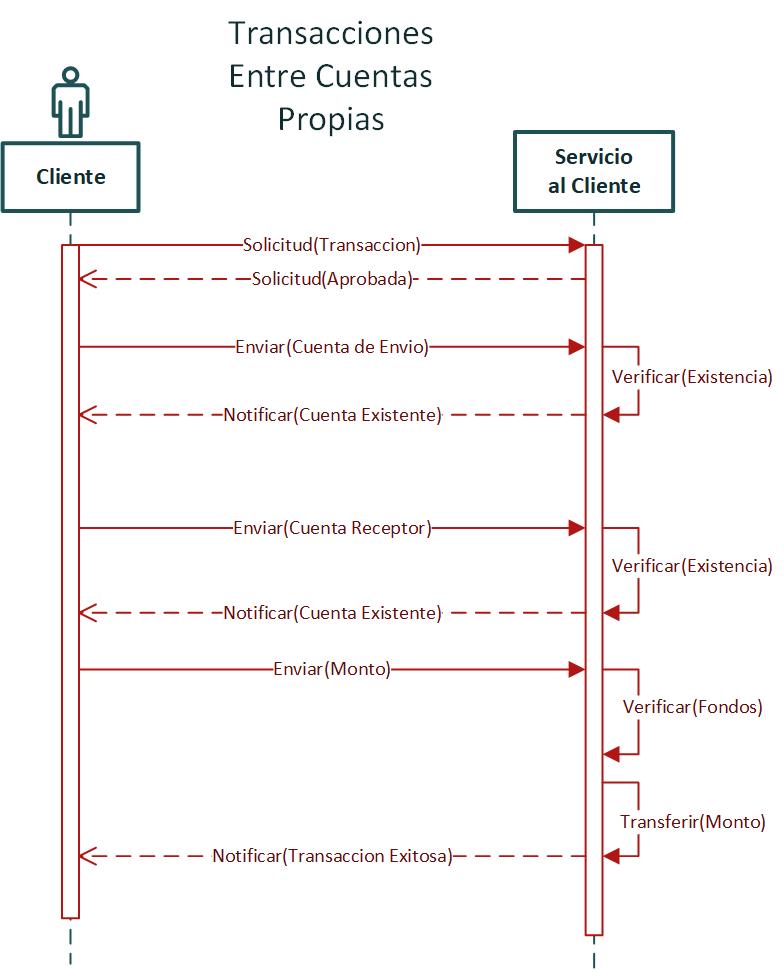 Transacciones
Entre Cuentas
Propias
Cliente
Servicio
al Cliente
Solicitud(Transaccion)
Solicitud(Aprobada)
Enviar(Cuenta de Envio)
Verificar(Existencia)
Notificar(Cuenta Existente)
Enviar(Cuenta Receptor)
Verificar(Existencia)
Notificar(Cuenta Existente)
Enviar(Monto)
Verificar(Fondos)
Transferir(Monto)
Notificar(Transaccion Exitosa)